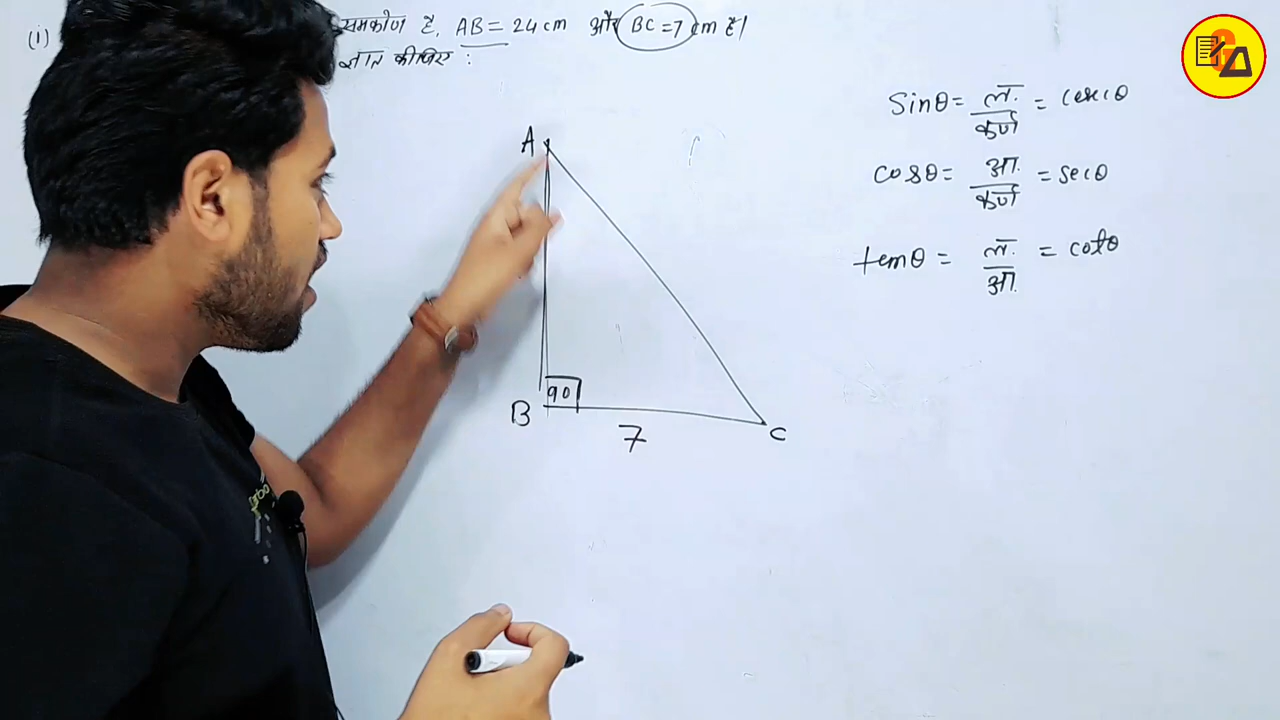 (i) समकोण है, AB = 24 cm और BC = 7 cm है।
ज्ञात कीजिए :
A
B
90
7
C
Sinθ = लं. / कर्ण = cosecθ
cosθ = आ. / कर्ण = secθ
tanθ = लं. / आ. = cotθ